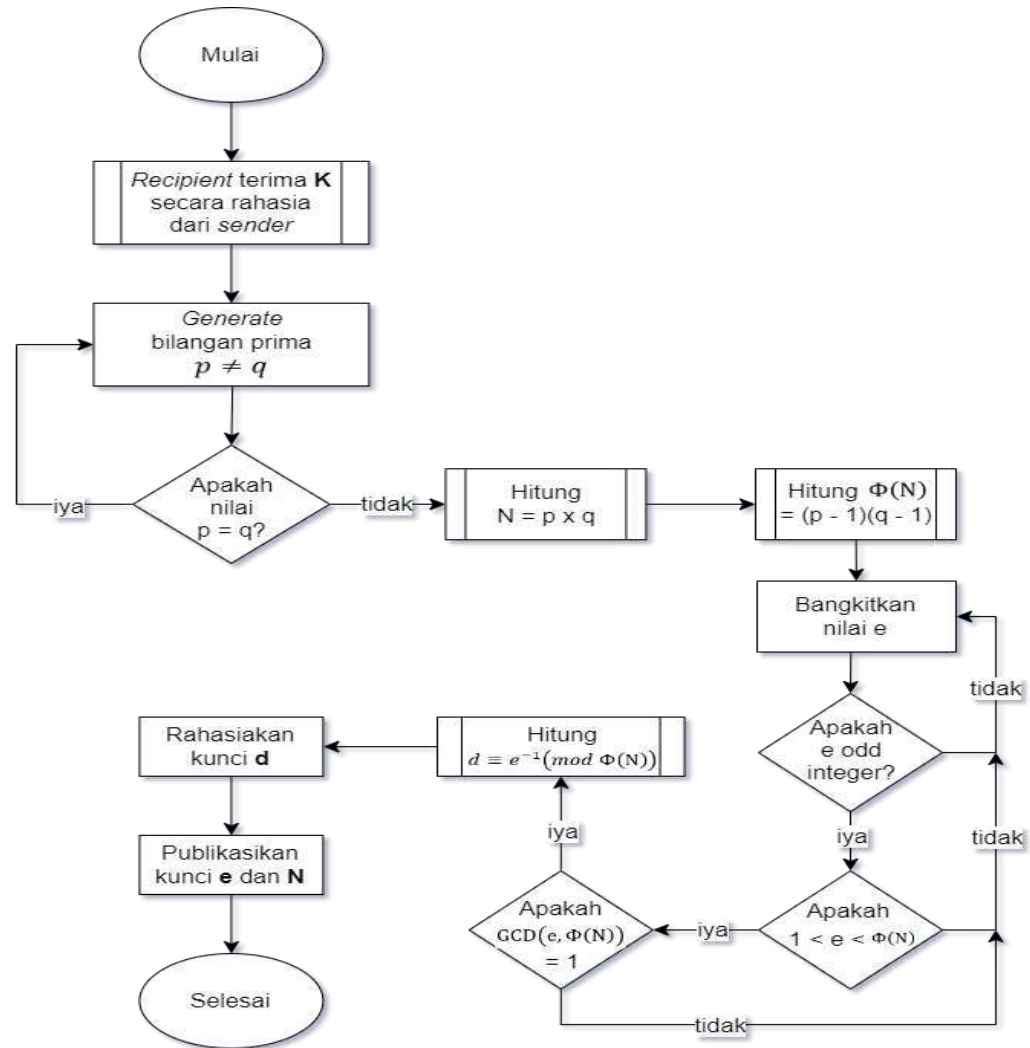 Mulai
Recipient terima K
secara rahasia
dari sender
Generate
bilangan prima
p ≠ q
Apakah
nilai
p = q?
iya
tidak
Hitung
N = p x q
Hitung Φ(N)
= (p - 1)(q - 1)
Bangkitkan
nilai e
tidak
Apakah
e odd
integer?
iya
tidak
Apakah
1 < e < Φ(N)
iya
Apakah
GCD(e, Φ(N))
= 1
tidak
iya
Hitung
d ≡ e⁻¹(mod Φ(N))
Rahasiakan
kunci d
Publikasikan
kunci e dan N
Selesai